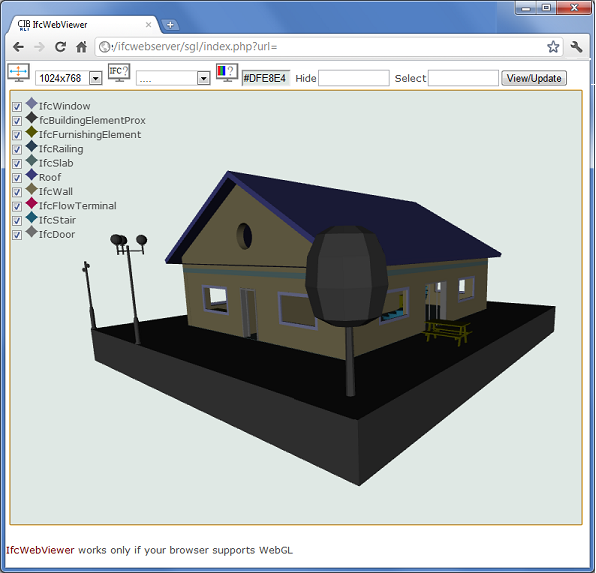 CIB
RLI
IfcWebViewer
/ifcwebserver/sgl/index.php?url=
1024x768
IFC?
....
?
#DFE8E4
Hide
Select
View/Update
IfcWindow
fcBuildingElementProx
IfcFurnishingElement
IfcRailing
IfcSlab
Roof
IfcWall
IfcFlowTerminal
IfcStair
IfcDoor
IfcWebViewer works only if your browser supports WebGL